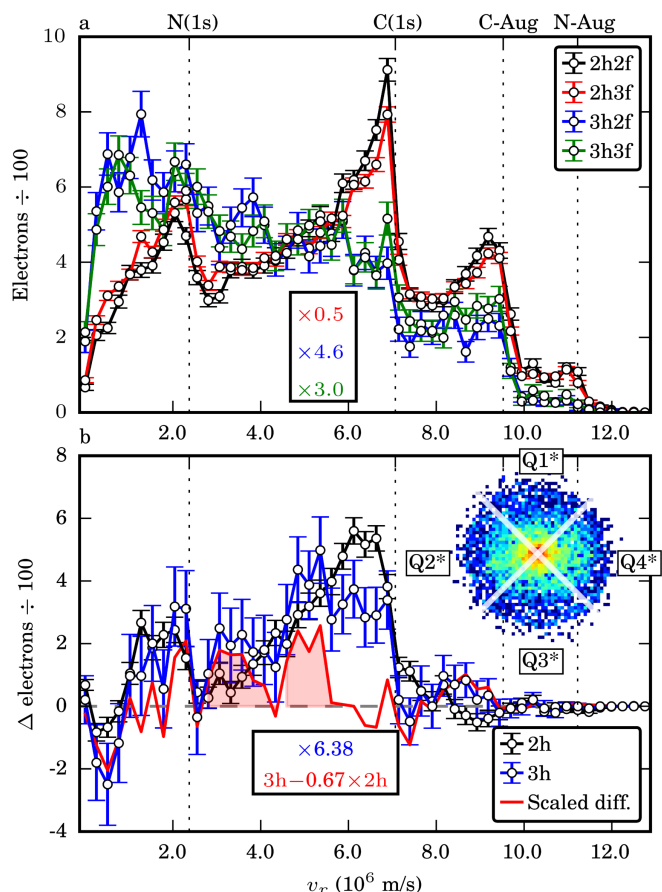 a
N(1s)
C(1s)
C-Aug
N-Aug
10
8
6
4
2
0
Electrons ÷ 100
2h2f
2h3f
3h2f
3h3f
×0.5
×4.6
×3.0
2.0
4.0
6.0
8.0
10.0
12.0
b
8
6
4
2
0
-2
-4
Δ electrons ÷ 100
Q1*
Q2*
Q4*
Q3*
×6.38
3h−0.67×2h
2h
3h
Scaled diff.
2.0
4.0
6.0
8.0
10.0
12.0
v_r (10⁶ m/s)